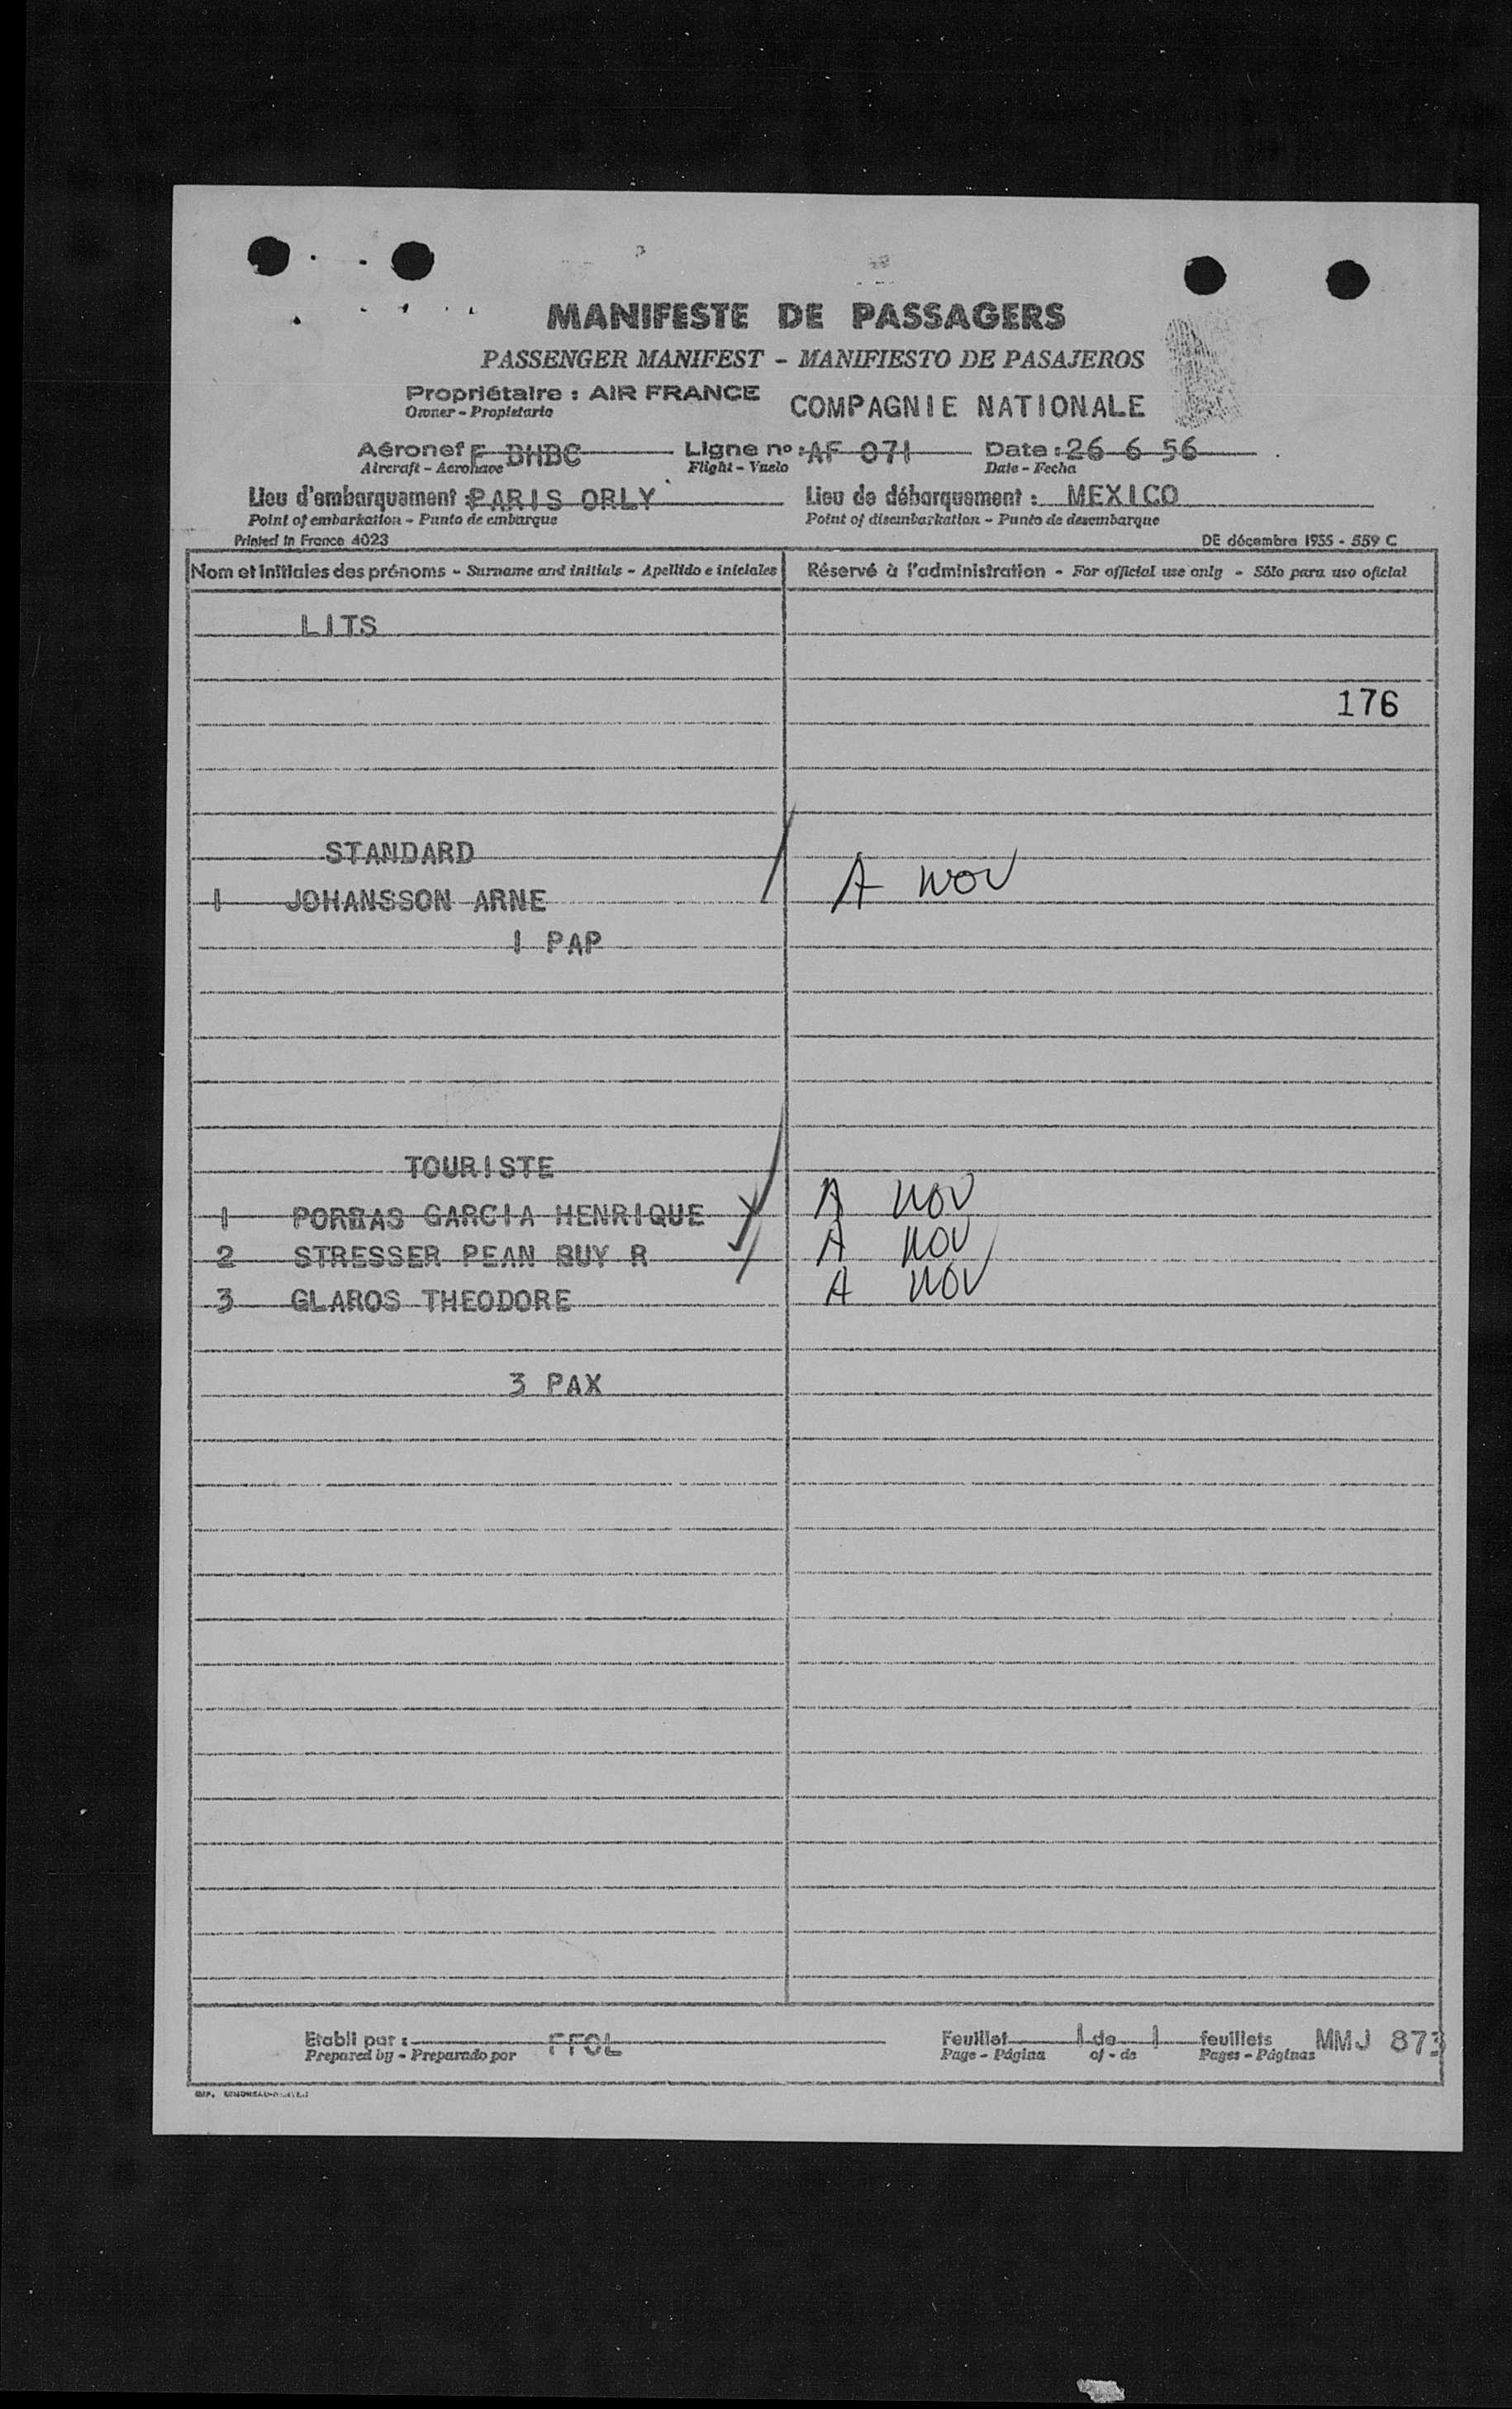 MANIFESTE DE PASSAGERS
PASSENGER MANIFEST - MANIFIESTO DE PASAJEROS
Propriétaire : AIR FRANCE COMPAGNIE NATIONALE
Owner - Propietario
Aéronef F BHBC Ligne nº : AF 071 Date : 26 6 56
Aircraft - Aeronave Flight - Vuelo Date - Fecha
Lieu d'embarquement : PARIS ORLY Lieu de débarquement : MEXICO
Point of embarkation - Punto de embarque Point of disembarkation - Punto de desembarque
Printed in France 4023 DE décembre 1955 - 559 C
Nom et initiales des prénoms - Surname and initials - Apellido e iniciales Réservé à l'administration - For official use only - Sólo para uso oficial
LITS
176
STANDARD
1 JOHANSSON ARNE A NOV
1 PAP
TOURISTE
1 PORRAS GARCIA HENRIQUE A NOV
2 STRESSER PEAN GUY R A NOV
3 GLAROS THEODORE A NOV
3 PAX
Etabli par : FFOL Feuillet 1 de 1 feuillets MMJ 873
Prepared by - Preparado por Page - Página of - de Pages - Páginas
IMP.